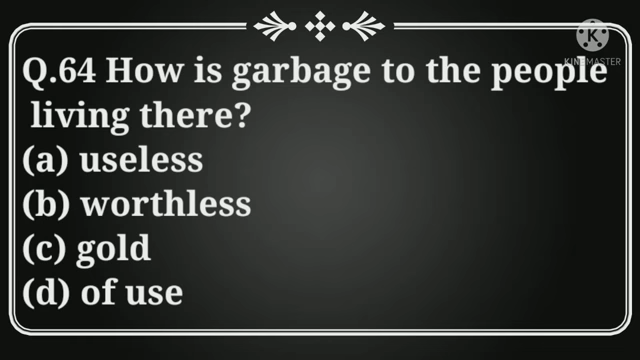 K
KINEMASTER
Q.64 How is garbage to the people
living there?
(a) useless
(b) worthless
(c) gold
(d) of use